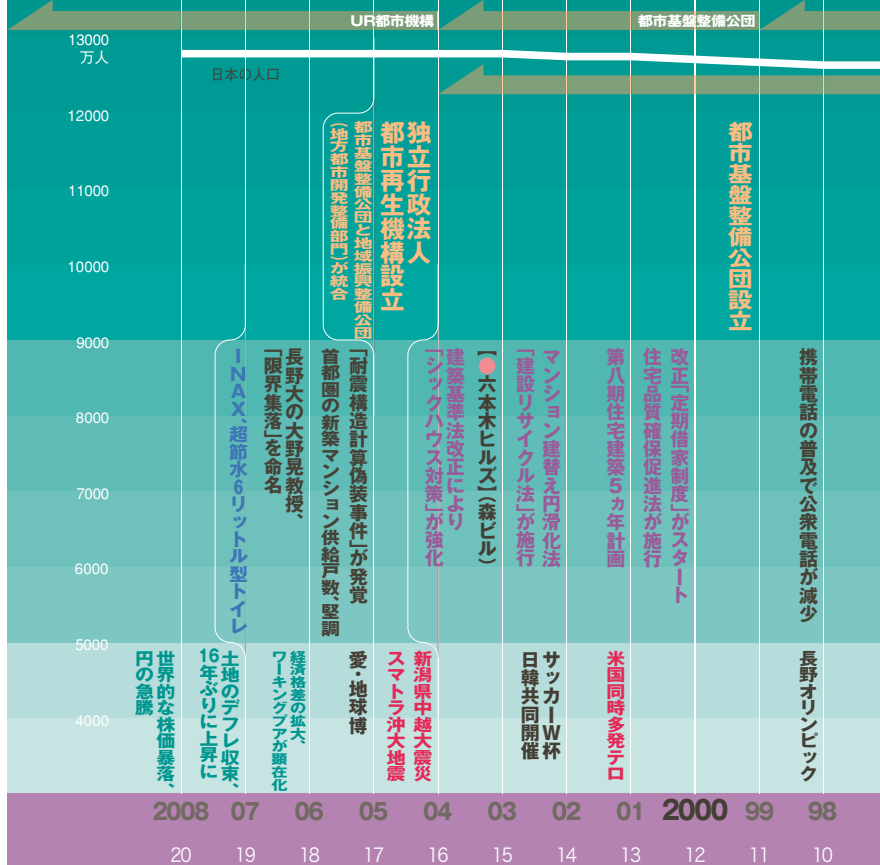 UR都市機構
都市基盤整備公団
13000
万人
日本の人口
12000
11000
10000
9000
8000
7000
6000
5000
4000
都市基盤整備公団設立
独立行政法人
都市再生機構設立
都市基盤整備公団と地域振興整備公団
(地方都市開発整備部門)が統合
携帯電話の普及で公衆電話が減少
改正「定期借家制度」がスタート
住宅品質確保促進法が施行
第八期住宅建築5ヵ年計画
マンション建替え円滑化法
「建設リサイクル法」が施行
【●六本木ヒルズ】(森ビル)
建築基準法改正により
「シックハウス対策」が強化
「耐震構造計算偽装事件」が発覚
首都圏の新築マンション供給戸数、堅調
長野大の大野晃教授、
「限界集落」を命名
INAX、超節水6リットル型トイレ
長野オリンピック
米国同時多発テロ
サッカーW杯
日韓共同開催
新潟県中越大震災
スマトラ沖大地震
愛・地球博
経済格差の拡大、
ワーキングプアが顕在化
土地のデフレ収束、
16年ぶりに上昇に
世界的な株価暴落、
円の急騰
2008 07 06 05 04 03 02 01 2000 99 98
20 19 18 17 16 15 14 13 12 11 10